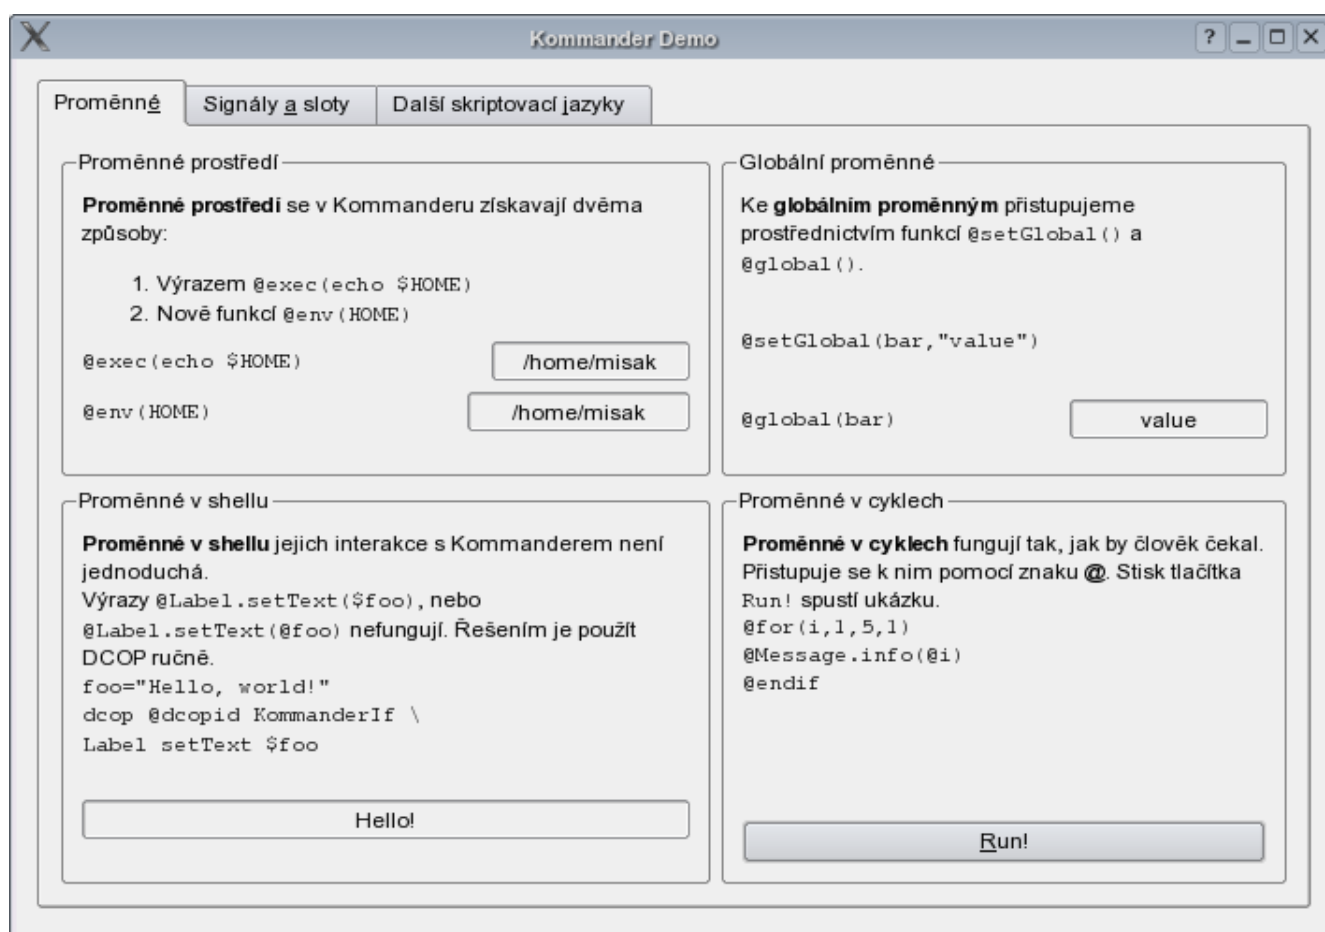 Kommander Demo
Proměnné
Signály a sloty
Další skriptovací jazyky
Proměnné prostředí
Proměnné prostředí se v Kommanderu získavají dvěma
způsoby:
1. Výrazem @exec(echo $HOME)
2. Nově funkcí @env(HOME)
@exec(echo $HOME)
/home/misak
@env(HOME)
/home/misak
Globální proměnné
Ke globálním proměnným přistupujeme
prostřednictvím funkcí @setGlobal() a
@global().
@setGlobal(bar,"value")
@global(bar)
value
Proměnné v shellu
Proměnné v shellu jejich interakce s Kommanderem není
jednoduchá.
Výrazy @Label.setText($foo), nebo
@Label.setText(@foo) nefungují. Řešením je použít
DCOP ručně.
foo="Hello, world!"
dcop @dcopid KommanderIf \
Label setText $foo
Hello!
Proměnné v cyklech
Proměnné v cyklech fungují tak, jak by člověk čekal.
Přistupuje se k nim pomocí znaku @. Stisk tlačítka
Run! spustí ukázku.
@for(i,1,5,1)
@Message.info(@i)
@endif
Run!